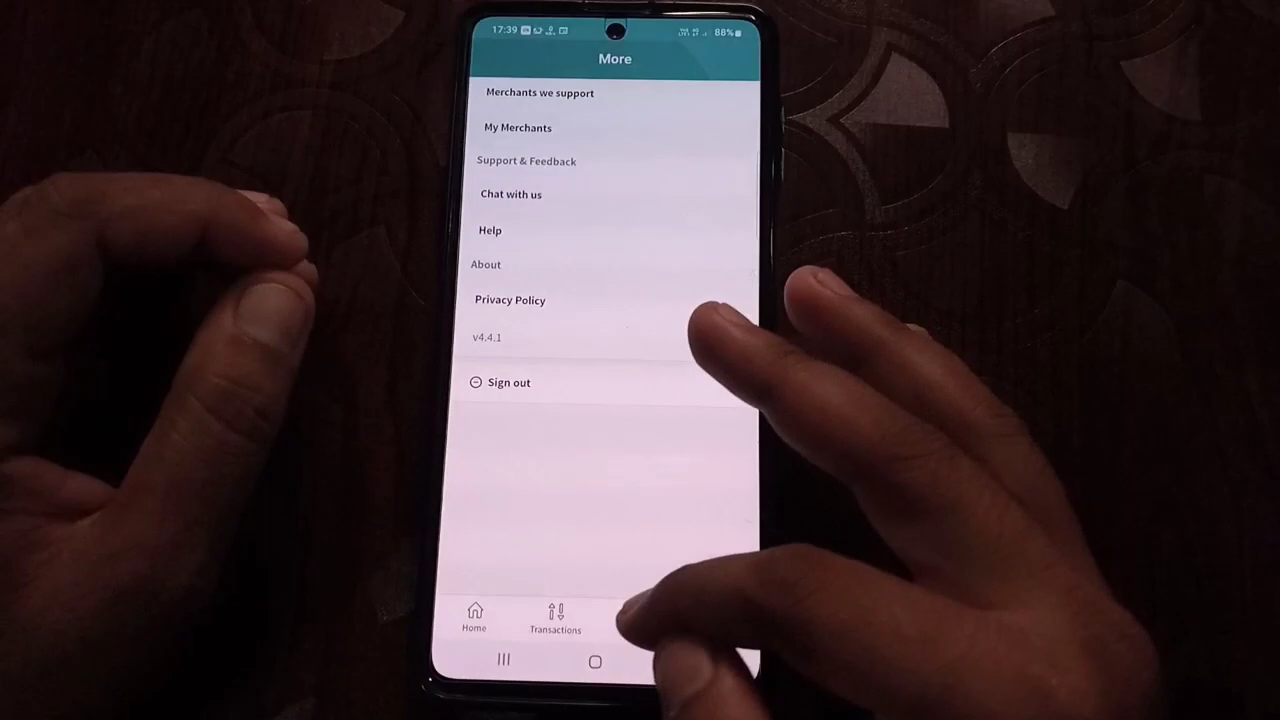 17:39
88%
More
Merchants we support
My Merchants
Support & Feedback
Chat with us
Help
About
Privacy Policy
v4.4.1
Sign out
Home
Transactions